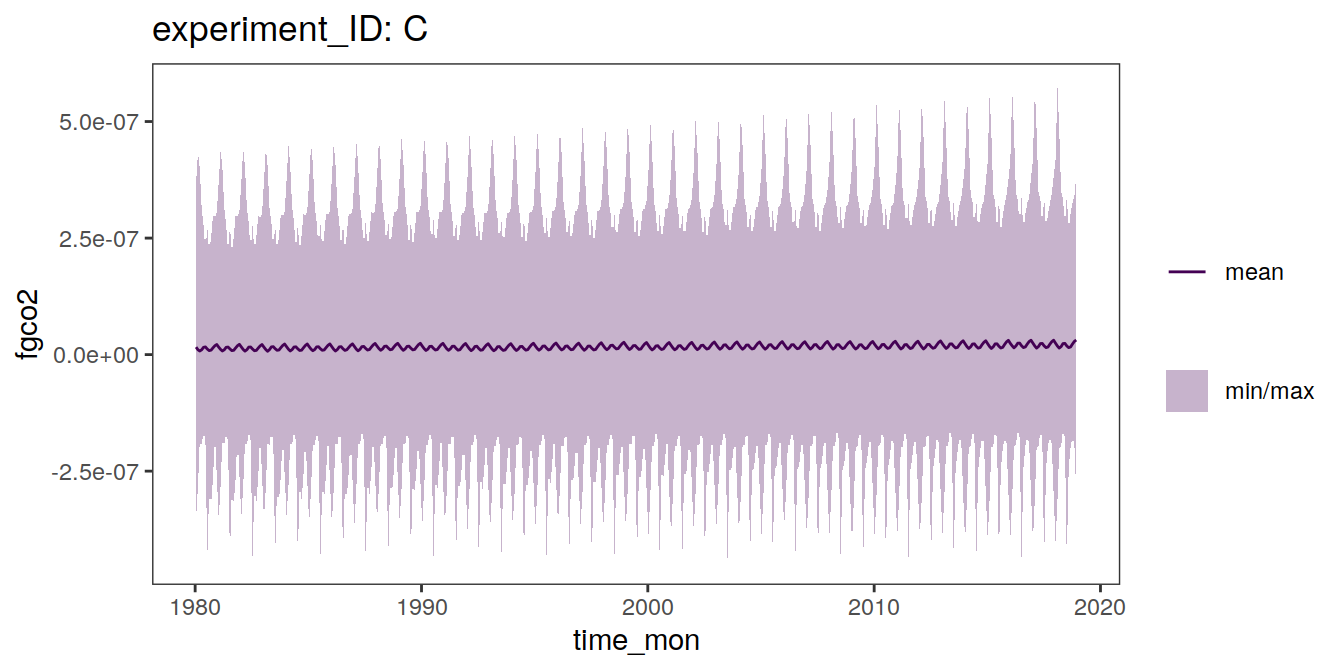 experiment_ID: C
fgco2
5.0e-07
2.5e-07
0.0e+00
-2.5e-07
1980
1990
2000
2010
2020
time_mon
mean
min/max